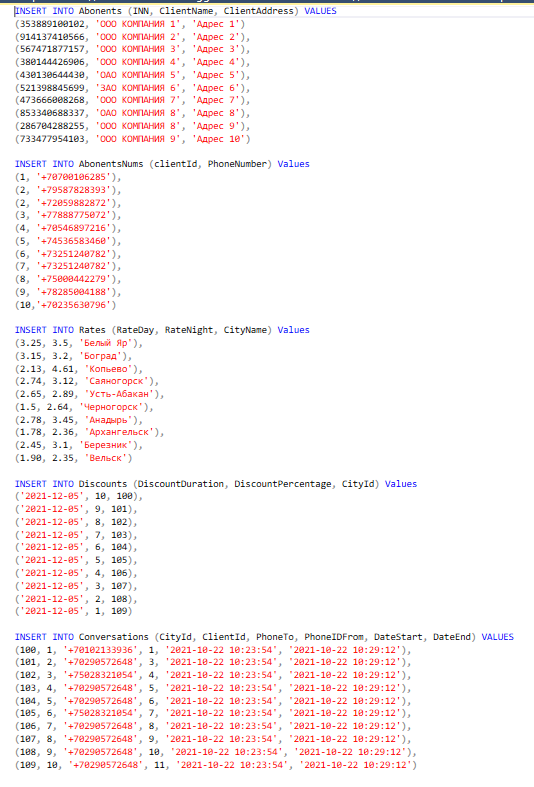 INSERT INTO Abonents (INN, ClientName, ClientAddress) VALUES
(353889100102, 'ООО КОМПАНИЯ 1', 'Адрес 1')
(914137410566, 'ООО КОМПАНИЯ 2', 'Адрес 2'),
(567471877157, 'ООО КОМПАНИЯ 3', 'Адрес 3'),
(380144426906, 'ООО КОМПАНИЯ 4', 'Адрес 4'),
(430130644430, 'ОАО КОМПАНИЯ 5', 'Адрес 5'),
(521398845699, 'ЗАО КОМПАНИЯ 6', 'Адрес 6'),
(473666008268, 'ООО КОМПАНИЯ 7', 'Адрес 7'),
(853340688337, 'ОАО КОМПАНИЯ 8', 'Адрес 8'),
(286704288255, 'ООО КОМПАНИЯ 8', 'Адрес 9'),
(733477954103, 'ООО КОМПАНИЯ 9', 'Адрес 10')
INSERT INTO AbonentsNums (clientId, PhoneNumber) Values
(1, '+70700106285'),
(2, '+79587828393'),
(2, '+72059882872'),
(3, '+77888775072'),
(4, '+70546897216'),
(5, '+74536583460'),
(6, '+73251240782'),
(7, '+73251240782'),
(8, '+75000442279'),
(9, '+78285004188'),
(10,'+70235630796')
INSERT INTO Rates (RateDay, RateNight, CityName) Values
(3.25, 3.5, 'Белый Яр'),
(3.15, 3.2, 'Боград'),
(2.13, 4.61, 'Копьево'),
(2.74, 3.12, 'Саяногорск'),
(2.65, 2.89, 'Усть-Абакан'),
(1.5, 2.64, 'Черногорск'),
(2.78, 3.45, 'Анадырь'),
(1.78, 2.36, 'Архангельск'),
(2.45, 3.1, 'Березник'),
(1.90, 2.35, 'Вельск')
INSERT INTO Discounts (DiscountDuration, DiscountPercentage, CityId) Values
('2021-12-05', 10, 100),
('2021-12-05', 9, 101),
('2021-12-05', 8, 102),
('2021-12-05', 7, 103),
('2021-12-05', 6, 104),
('2021-12-05', 5, 105),
('2021-12-05', 4, 106),
('2021-12-05', 3, 107),
('2021-12-05', 2, 108),
('2021-12-05', 1, 109)
INSERT INTO Conversations (CityId, ClientId, PhoneTo, PhoneIDFrom, DateStart, DateEnd) VALUES
(100, 1, '+70102133936', 1, '2021-10-22 10:23:54', '2021-10-22 10:29:12'),
(101, 2, '+70290572648', 3, '2021-10-22 10:23:54', '2021-10-22 10:29:12'),
(102, 3, '+75028321054', 4, '2021-10-22 10:23:54', '2021-10-22 10:29:12'),
(103, 4, '+70290572648', 5, '2021-10-22 10:23:54', '2021-10-22 10:29:12'),
(104, 5, '+70290572648', 6, '2021-10-22 10:23:54', '2021-10-22 10:29:12'),
(105, 6, '+75028321054', 7, '2021-10-22 10:23:54', '2021-10-22 10:29:12'),
(106, 7, '+70290572648', 8, '2021-10-22 10:23:54', '2021-10-22 10:29:12'),
(107, 8, '+70290572648', 9, '2021-10-22 10:23:54', '2021-10-22 10:29:12'),
(108, 9, '+70290572648', 10, '2021-10-22 10:23:54', '2021-10-22 10:29:12'),
(109, 10, '+70290572648', 11, '2021-10-22 10:23:54', '2021-10-22 10:29:12')